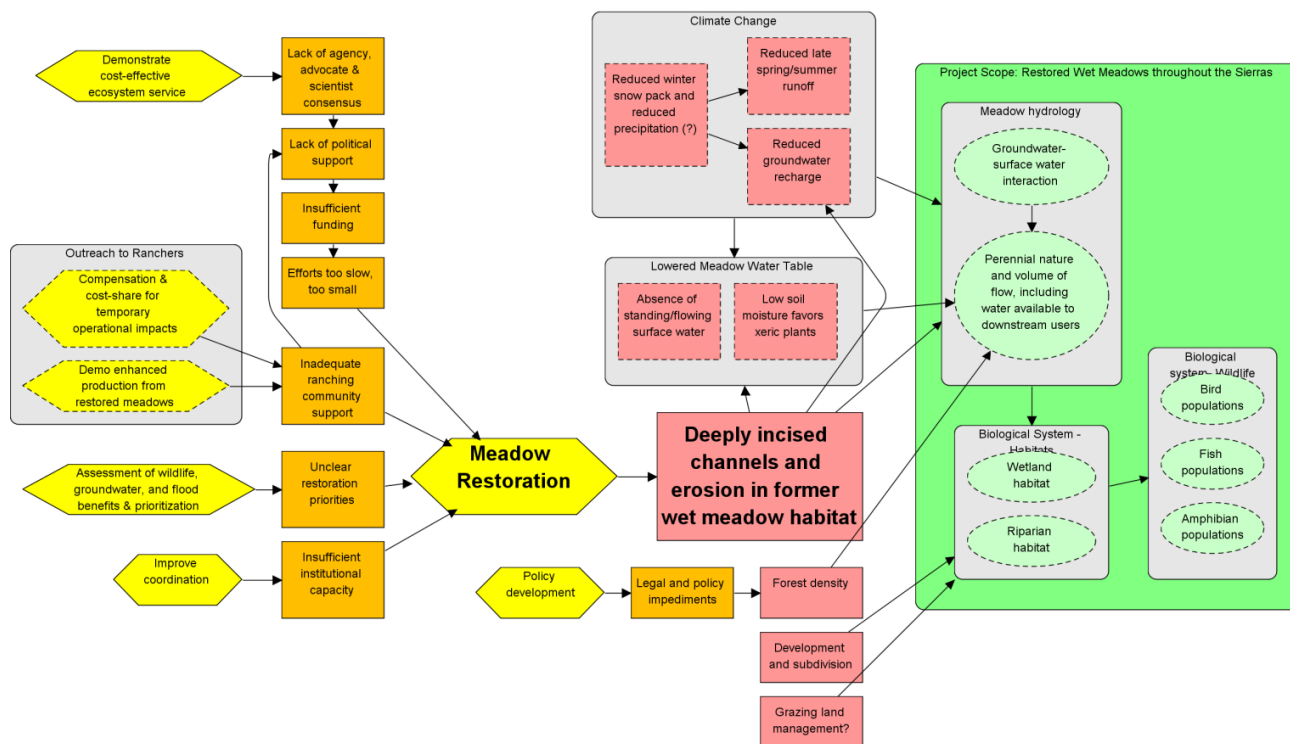 Demonstrate
cost-effective
ecosystem service
Lack of agency,
advocate &
scientist
consensus
Lack of political
support
Insufficient
funding
Efforts too slow,
too small
Outreach to Ranchers
Compensation &
cost-share for
temporary
operational impacts
Demo enhanced
production from
restored meadows
Inadequate
ranching
community
support
Assessment of wildlife,
groundwater, and flood
benefits & prioritization
Unclear
restoration
priorities
Improve
coordination
Insufficient
institutional
capacity
Meadow
Restoration
Policy
development
Legal and policy
impediments
Climate Change
Reduced winter
snow pack and
reduced
precipitation (?)
Reduced late
spring/summer
runoff
Reduced
groundwater
recharge
Lowered Meadow Water Table
Absence of
standing/flowing
surface water
Low soil
moisture favors
xeric plants
Deeply incised
channels and
erosion in former
wet meadow habitat
Forest density
Development
and subdivision
Grazing land
management?
Project Scope: Restored Wet Meadows throughout the Sierras
Meadow hydrology
Groundwater-
surface water
interaction
Perennial nature
and volume of
flow, including
water available to
downstream users
Biological System -
Habitats
Wetland
habitat
Riparian
habitat
Biological
system- Wildlife
Bird
populations
Fish
populations
Amphibian
populations